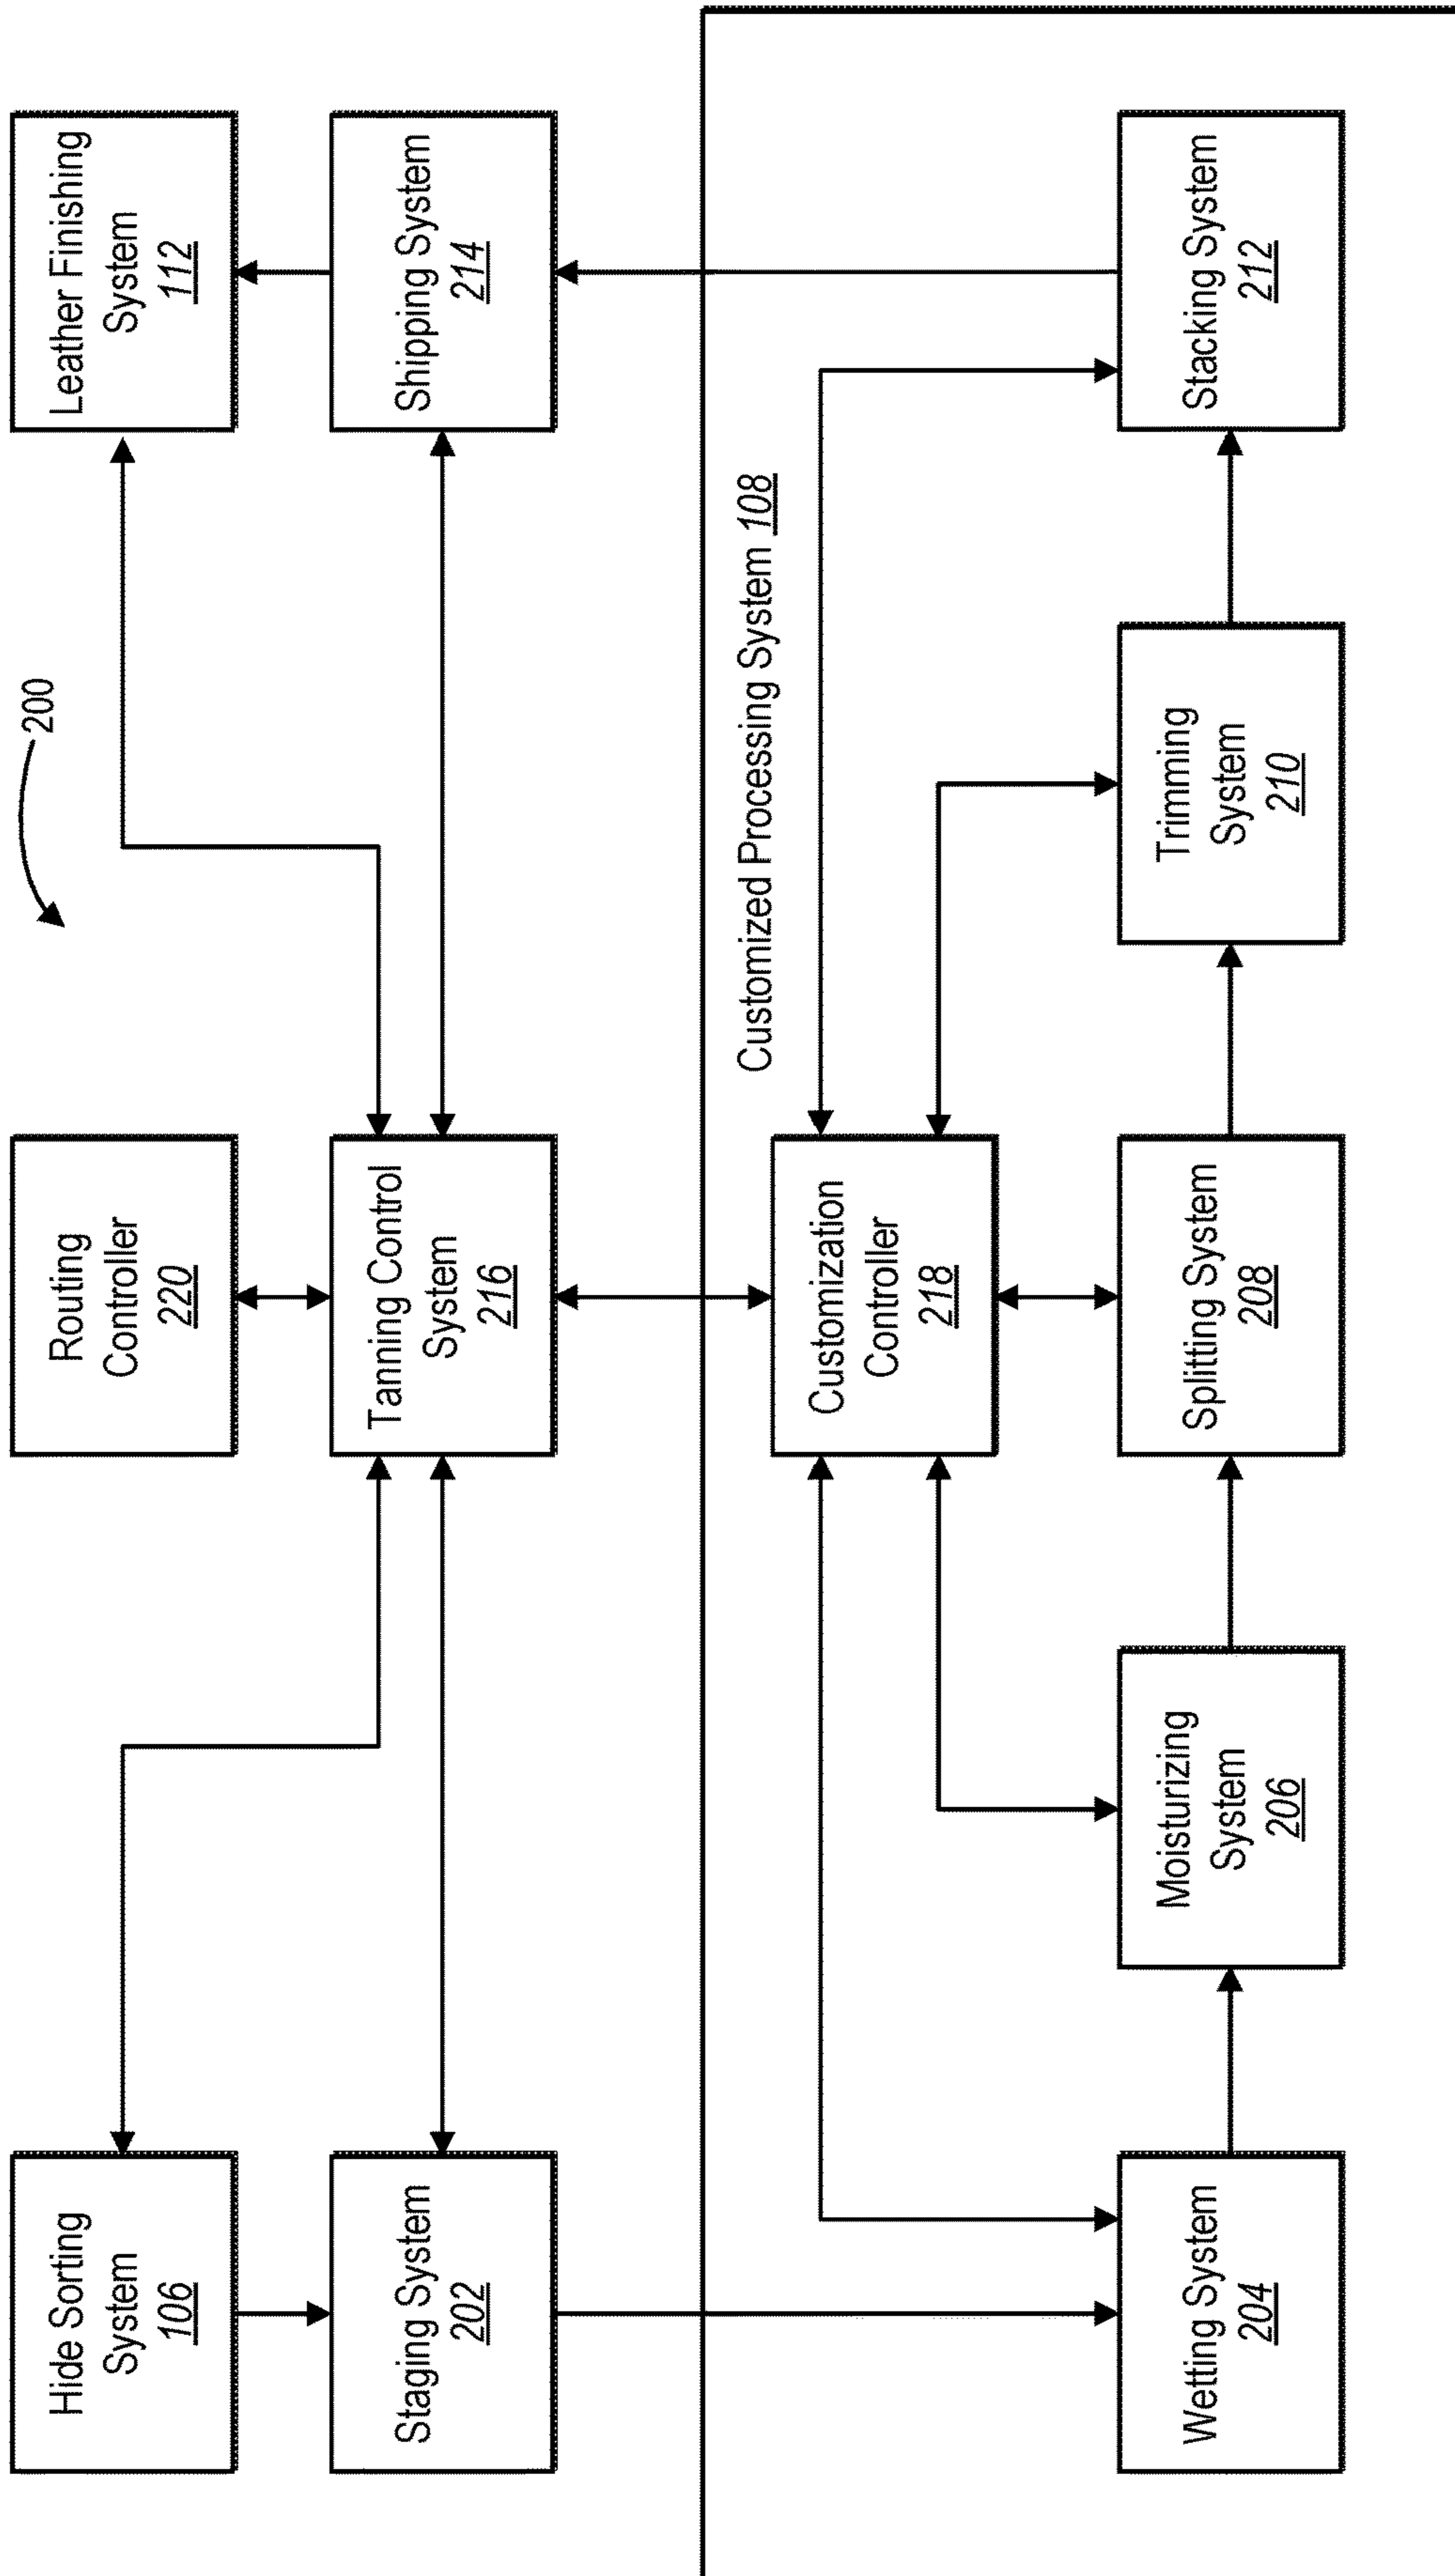 200
Hide Sorting
System
106
Routing
Controller
220
Leather Finishing
System
112
Staging System
202
Tanning Control
System
216
Shipping System
214
Customized Processing System 108
Customization
Controller
218
Wetting System
204
Moisturizing
System
206
Splitting System
208
Trimming
System
210
Stacking System
212